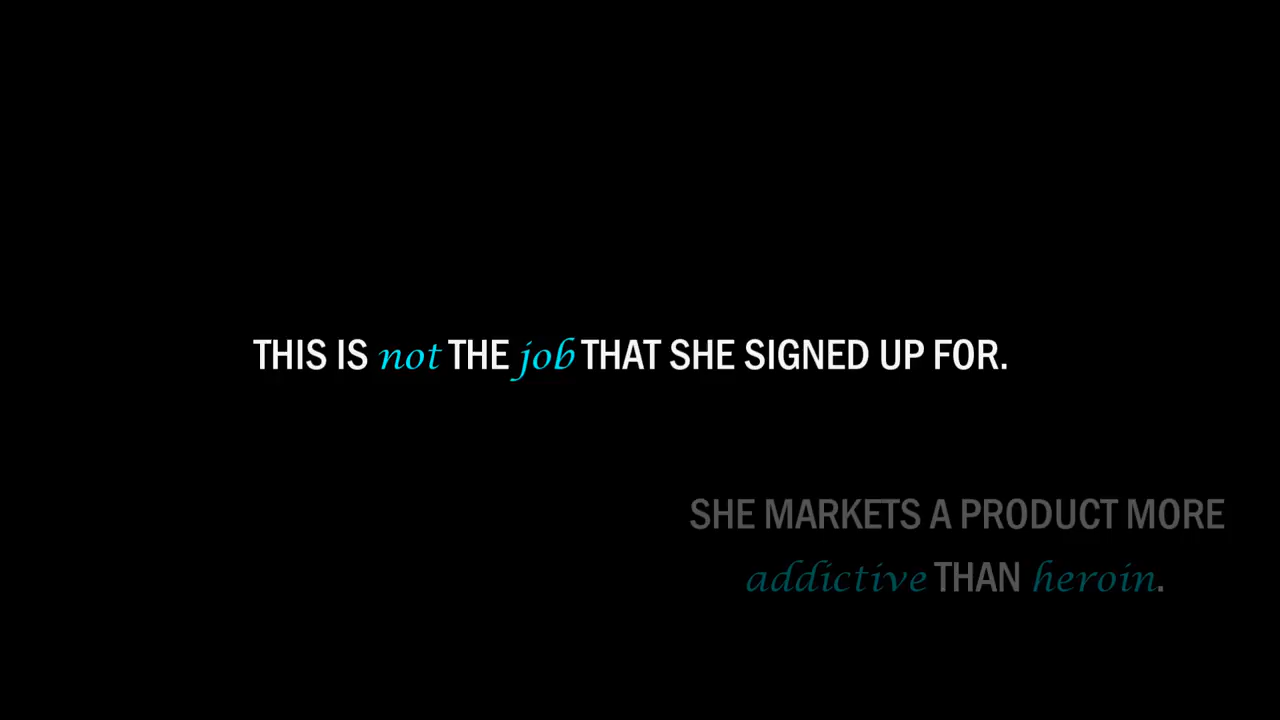 THIS IS not THE job THAT SHE SIGNED UP FOR.
SHE MARKETS A PRODUCT MORE
addictive THAN heroin.